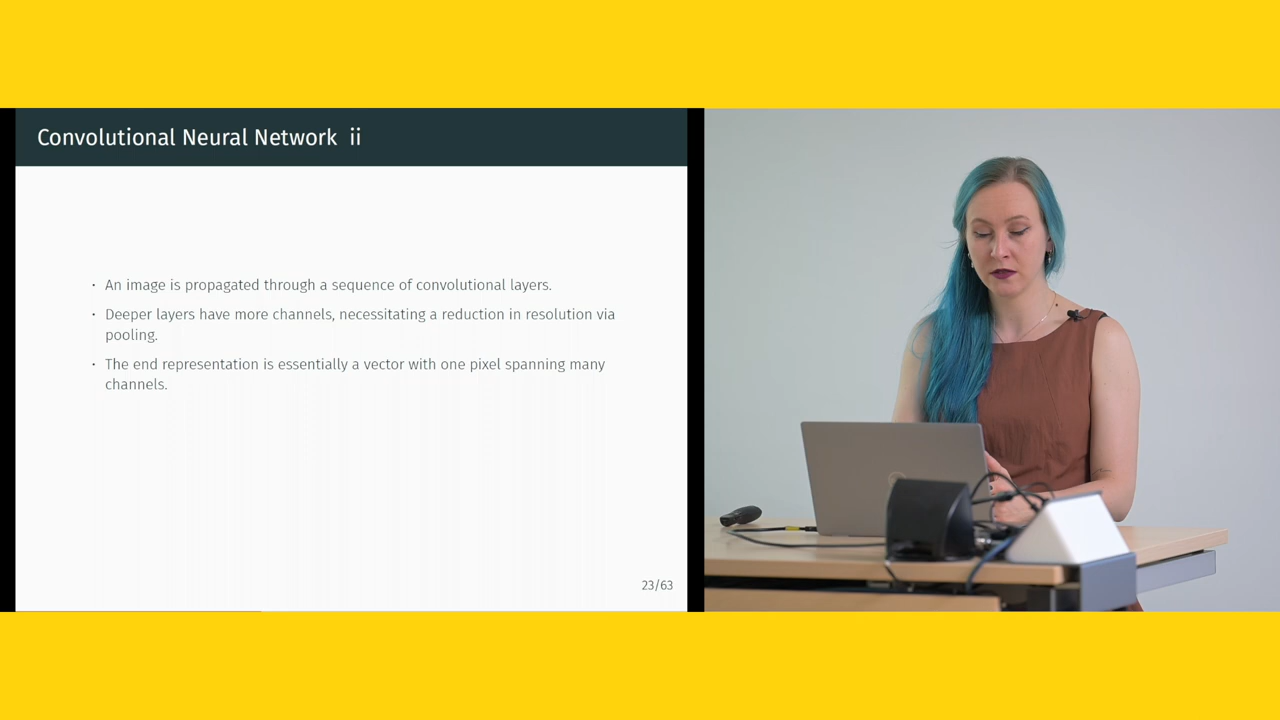 Convolutional Neural Network ii
· An image is propagated through a sequence of convolutional layers.
· Deeper layers have more channels, necessitating a reduction in resolution via
pooling.
· The end representation is essentially a vector with one pixel spanning many
channels.
23/63